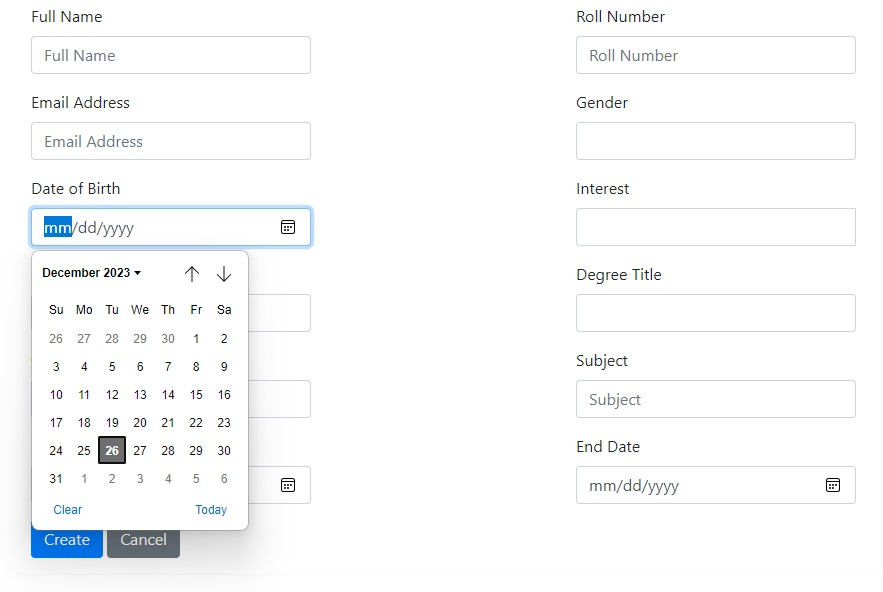 Full Name
Roll Number
Full Name
Roll Number
Email Address
Gender
Email Address
Date of Birth
Interest
mm/dd/yyyy
December 2023
Degree Title
Su Mo Tu We Th Fr Sa
26 27 28 29 30 1 2
3 4 5 6 7 8 9
Subject
10 11 12 13 14 15 16
Subject
17 18 19 20 21 22 23
End Date
24 25 26 27 28 29 30
31 1 2 3 4 5 6
mm/dd/yyyy
Clear Today
Create Cancel